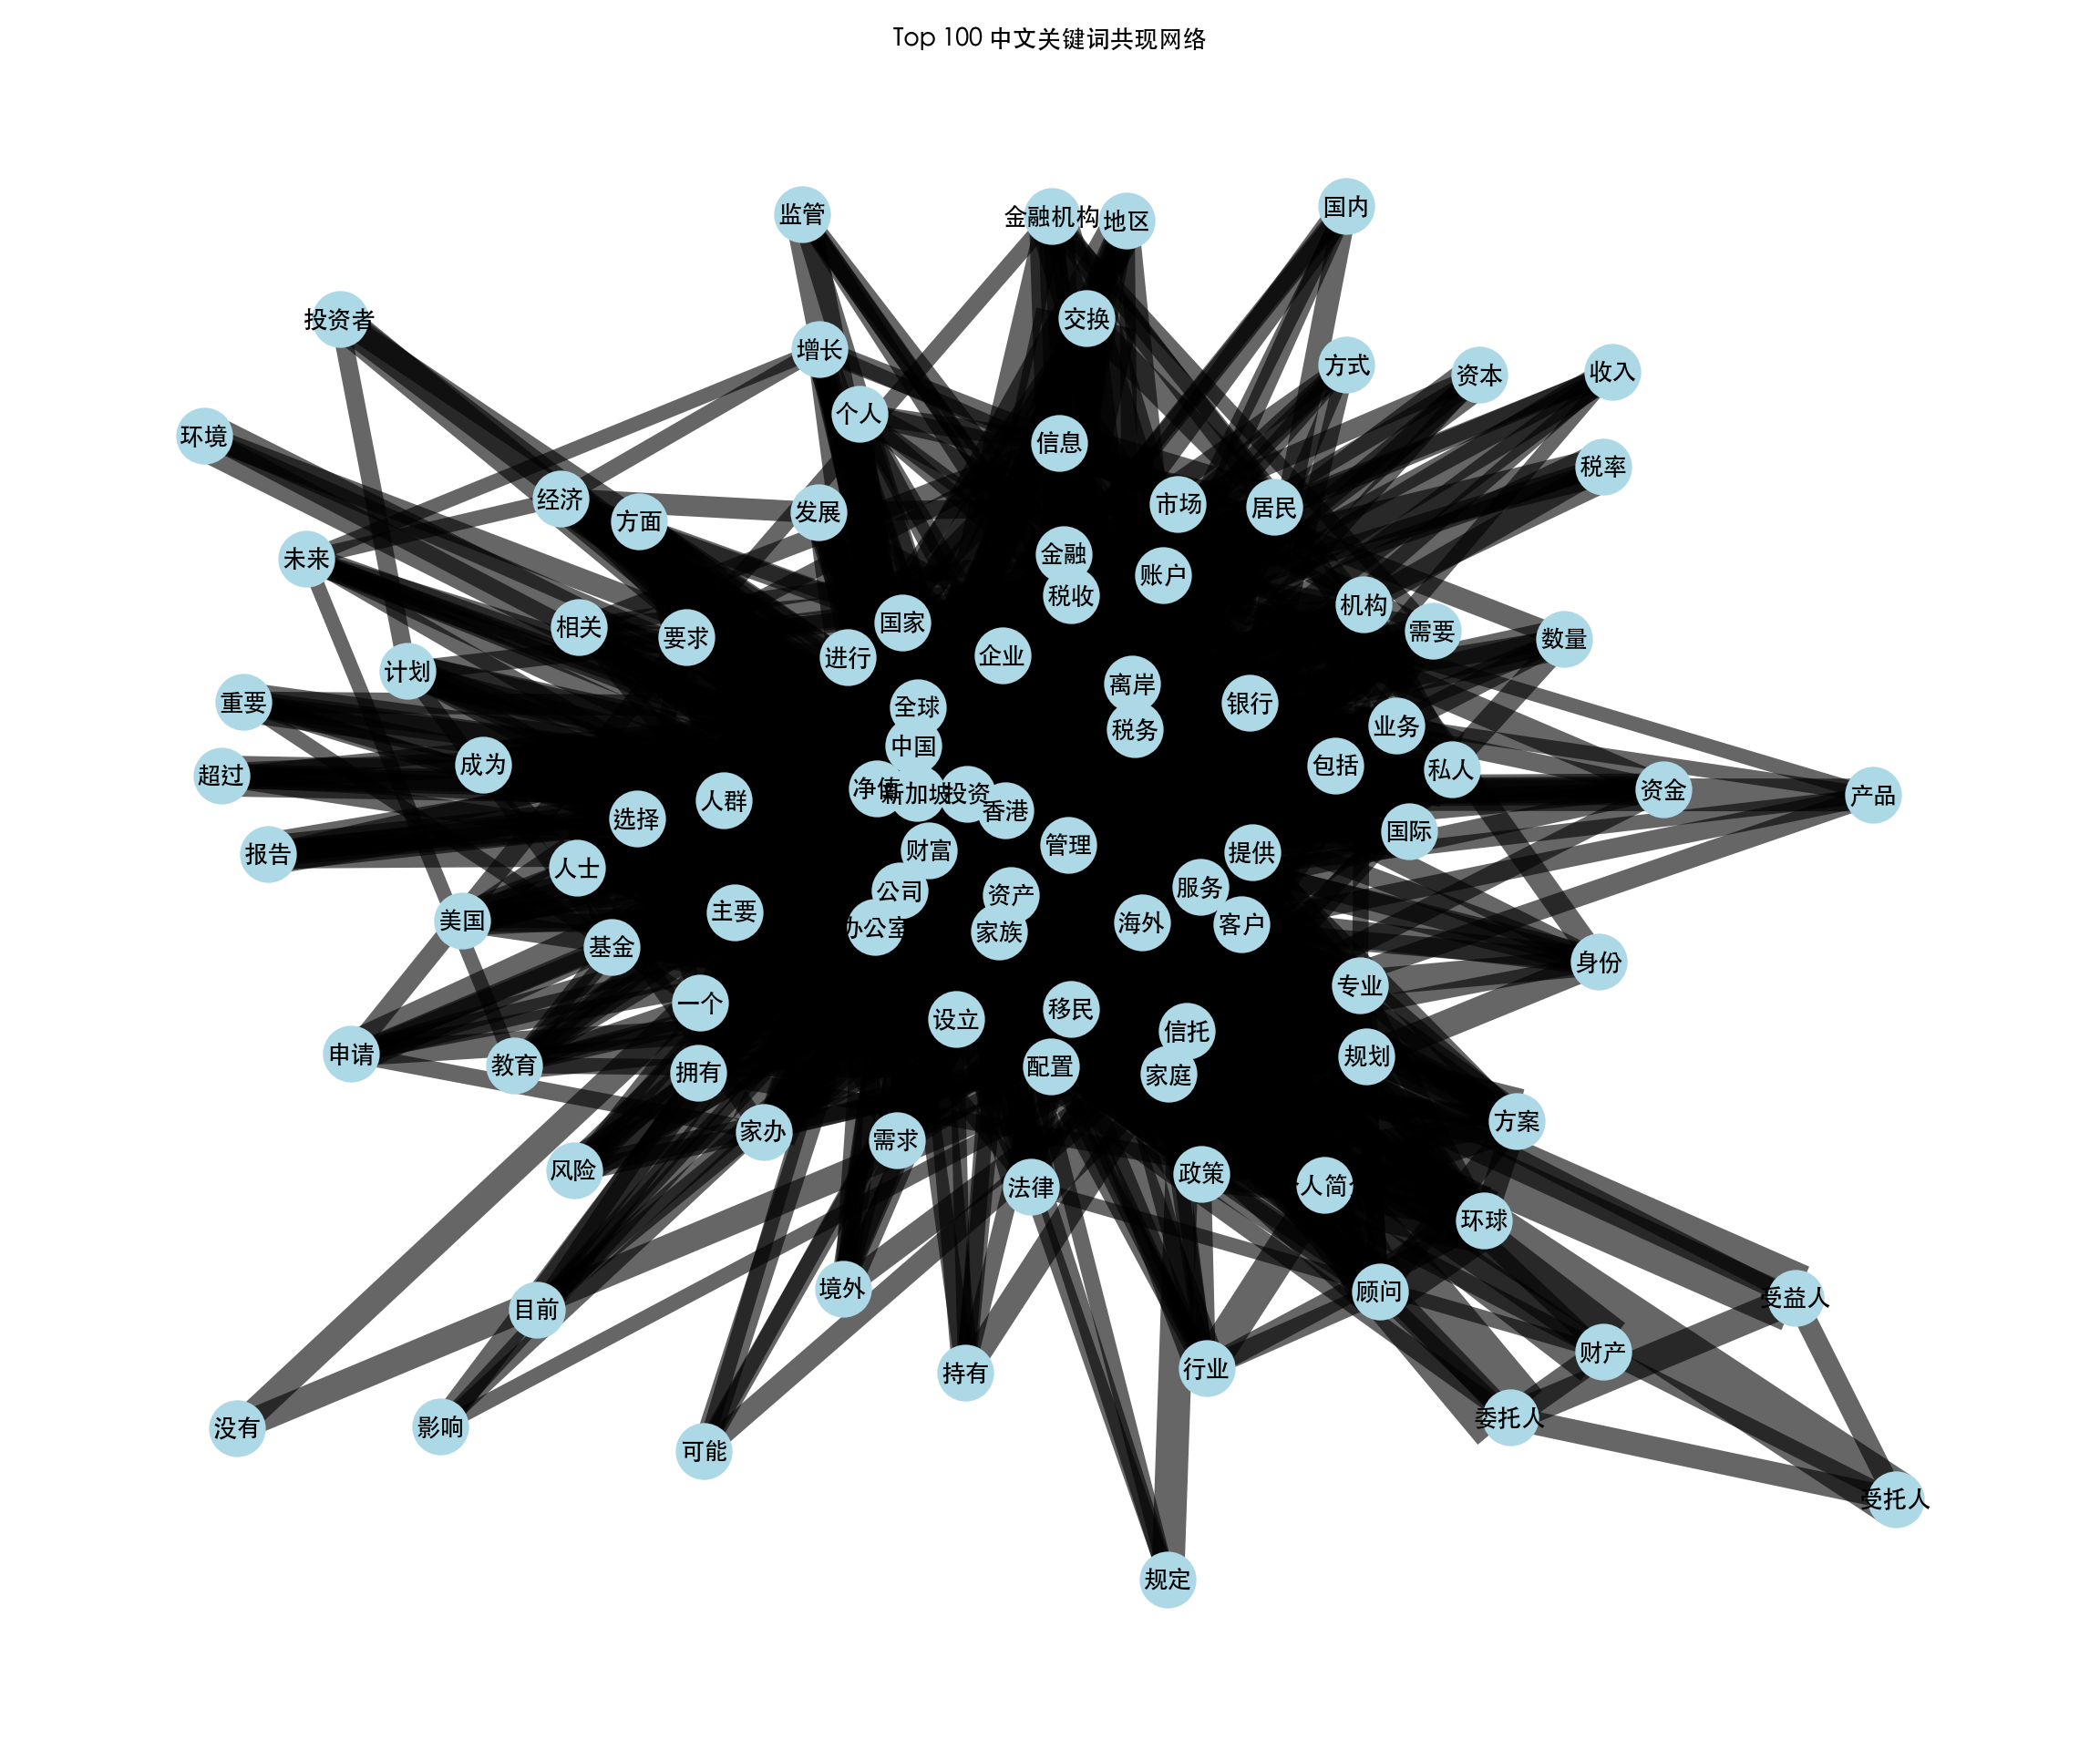 Top 100 中文关键词共现网络
监管
金融机构
地区
国内
投资者
交换
增长
方式
资本
收入
个人
环境
信息
税率
经济
方面
发展
市场
居民
未来
金融
账户
税收
机构
相关
要求
国家
需要
数量
进行
企业
计划
离岸
重要
全球
银行
税务
业务
中国
超过
成为
包括
私人
人群
新加坡
投资
香港
资金
产品
选择
国际
报告
财富
管理
提供
人士
公司
资产
服务
美国
主要
办公室
家族
海外
客户
基金
身份
专业
一个
设立
移民
信托
申请
教育
拥有
配置
家庭
规划
家办
需求
方案
风险
法律
政策
环球
目前
境外
顾问
受益人
财产
持有
行业
没有
影响
可能
委托人
受托人
规定